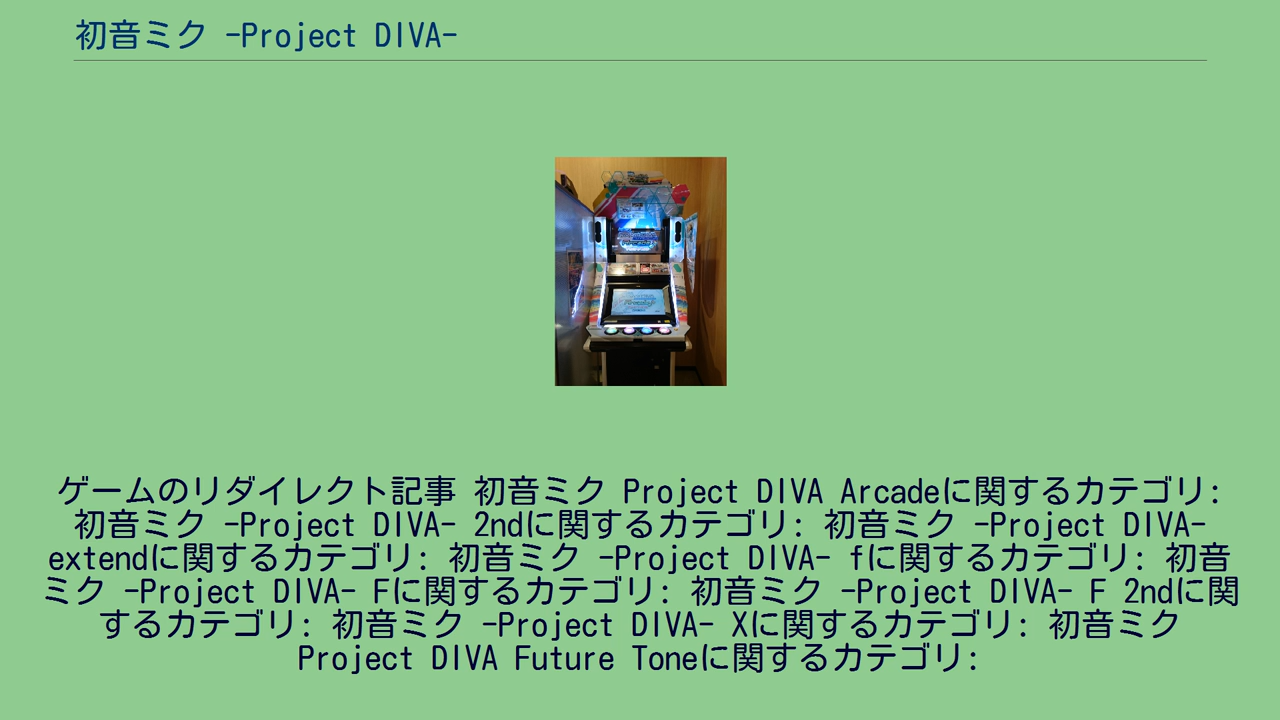 初音ミク -Project DIVA-
ゲームのリダイレクト記事 初音ミク Project DIVA Arcadeに関するカテゴリ:
初音ミク -Project DIVA- 2ndに関するカテゴリ: 初音ミク -Project DIVA-
extendに関するカテゴリ: 初音ミク -Project DIVA- fに関するカテゴリ: 初音
ミク -Project DIVA- Fに関するカテゴリ: 初音ミク -Project DIVA- F 2ndに関
するカテゴリ: 初音ミク -Project DIVA- Xに関するカテゴリ: 初音ミク
Project DIVA Future Toneに関するカテゴリ: